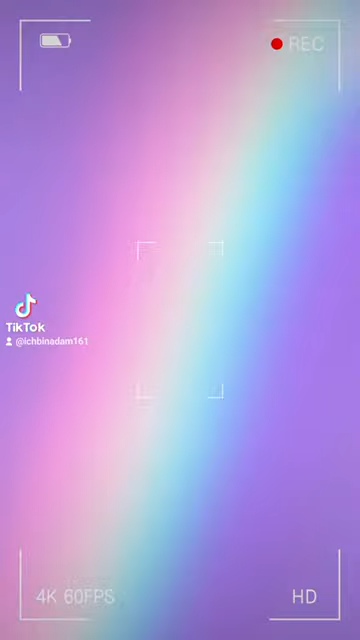 REC
TikTok
@ichbinadam161
4K 60FPS
HD